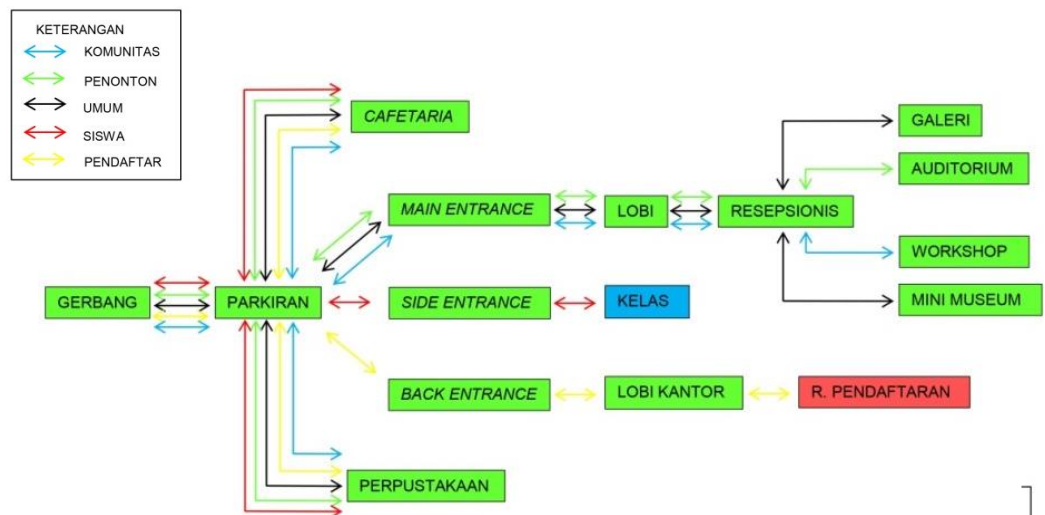 KETERANGAN
KOMUNITAS
PENONTON
UMUM
SISWA
PENDAFTAR
CAFETARIA
GALERI
AUDITORIUM
MAIN ENTRANCE
LOBI
RESEPSIONIS
WORKSHOP
GERBANG
PARKIRAN
SIDE ENTRANCE
KELAS
MINI MUSEUM
BACK ENTRANCE
LOBI KANTOR
R. PENDAFTARAN
PERPUSTAKAAN